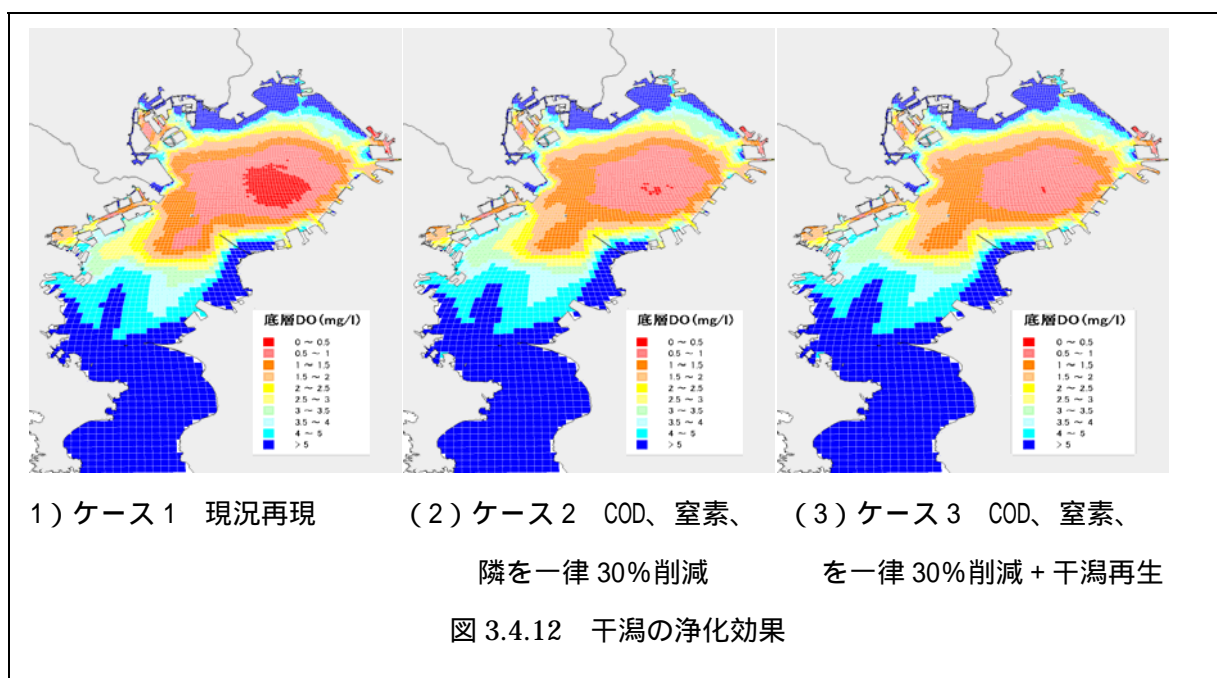 底層DO(mg/l)
0 ~ 0.5
0.5 ~ 1
1 ~ 1.5
1.5 ~ 2
2 ~ 2.5
2.5 ~ 3
3 ~ 3.5
3.5 ~ 4
4 ~ 5
> 5
底層DO(mg/l)
0 ~ 0.5
0.5 ~ 1
1 ~ 1.5
1.5 ~ 2
2 ~ 2.5
2.5 ~ 3
3 ~ 3.5
3.5 ~ 4
4 ~ 5
> 5
底層DO(mg/l)
0 ~ 0.5
0.5 ~ 1
1 ~ 1.5
1.5 ~ 2
2 ~ 2.5
2.5 ~ 3
3 ~ 3.5
3.5 ~ 4
4 ~ 5
> 5
1)ケース1 現況再現
(2)ケース2 COD、窒素、
隣を一律30%削減
(3)ケース3 COD、窒素、
を一律30%削減+干潟再生
図 3.4.12 干潟の浄化効果